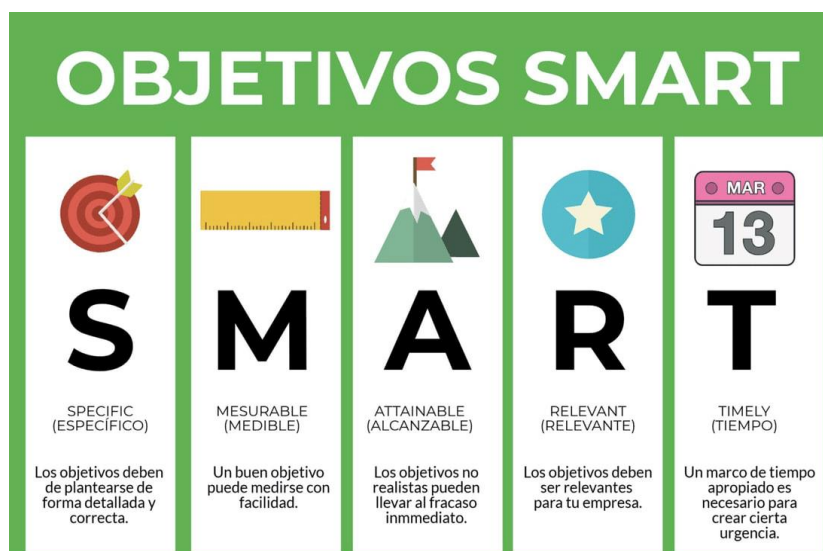 OBJETIVOS SMART
MAR
13
S
SPECIFIC
(ESPECÍFICO)
Los objetivos deben
de plantearse de
forma detallada y
correcta.
M
MESURABLE
(MEDIBLE)
Un buen objetivo
puede medirse con
facilidad.
A
ATTAINABLE
(ALCANZABLE)
Los objetivos no
realistas pueden
llevar al fracaso
inmmediato.
R
RELEVANT
(RELEVANTE)
Los objetivos deben
ser relevantes
para tu empresa.
T
TIMELY
(TIEMPO)
Un marco de tiempo
apropiado es
necesario para
crear cierta
urgencia.